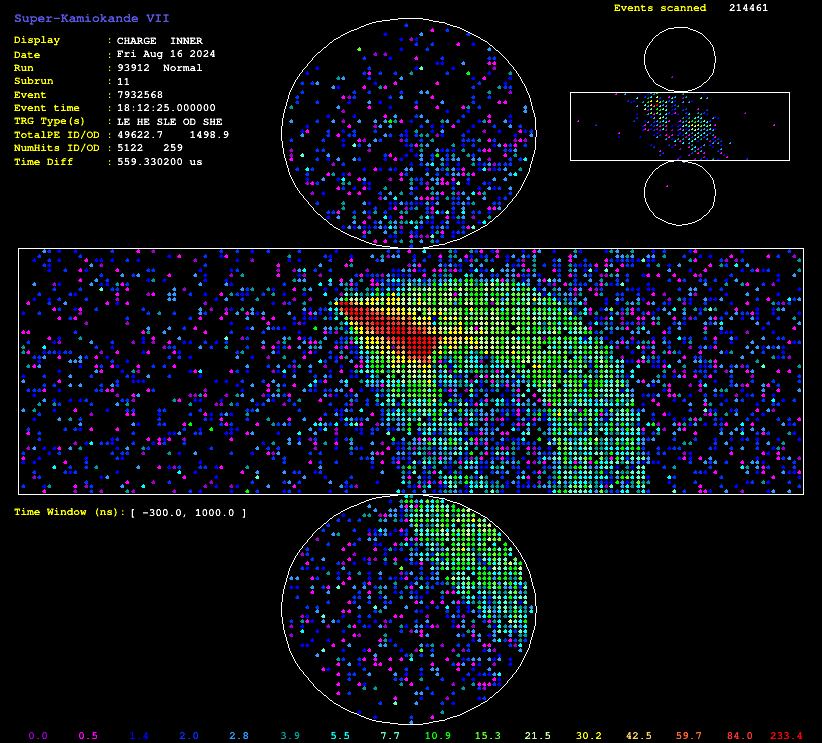 Super-Kamiokande VII
Events scanned 214461
Display : CHARGE INNER
Date : Fri Aug 16 2024
Run : 93912 Normal
Subrun : 11
Event : 7932568
Event time : 18:12:25.000000
TRG Type(s) : LE HE SLE OD SHE
TotalPE ID/OD : 49622.7 1498.9
NumHits ID/OD : 5122 259
Time Diff : 559.330200 us
Time Window (ns): [ -300.0, 1000.0 ]
0.0 0.5 1.4 2.0 2.8 3.9 5.5 7.7 10.9 15.3 21.5 30.2 42.5 59.7 84.0 233.4